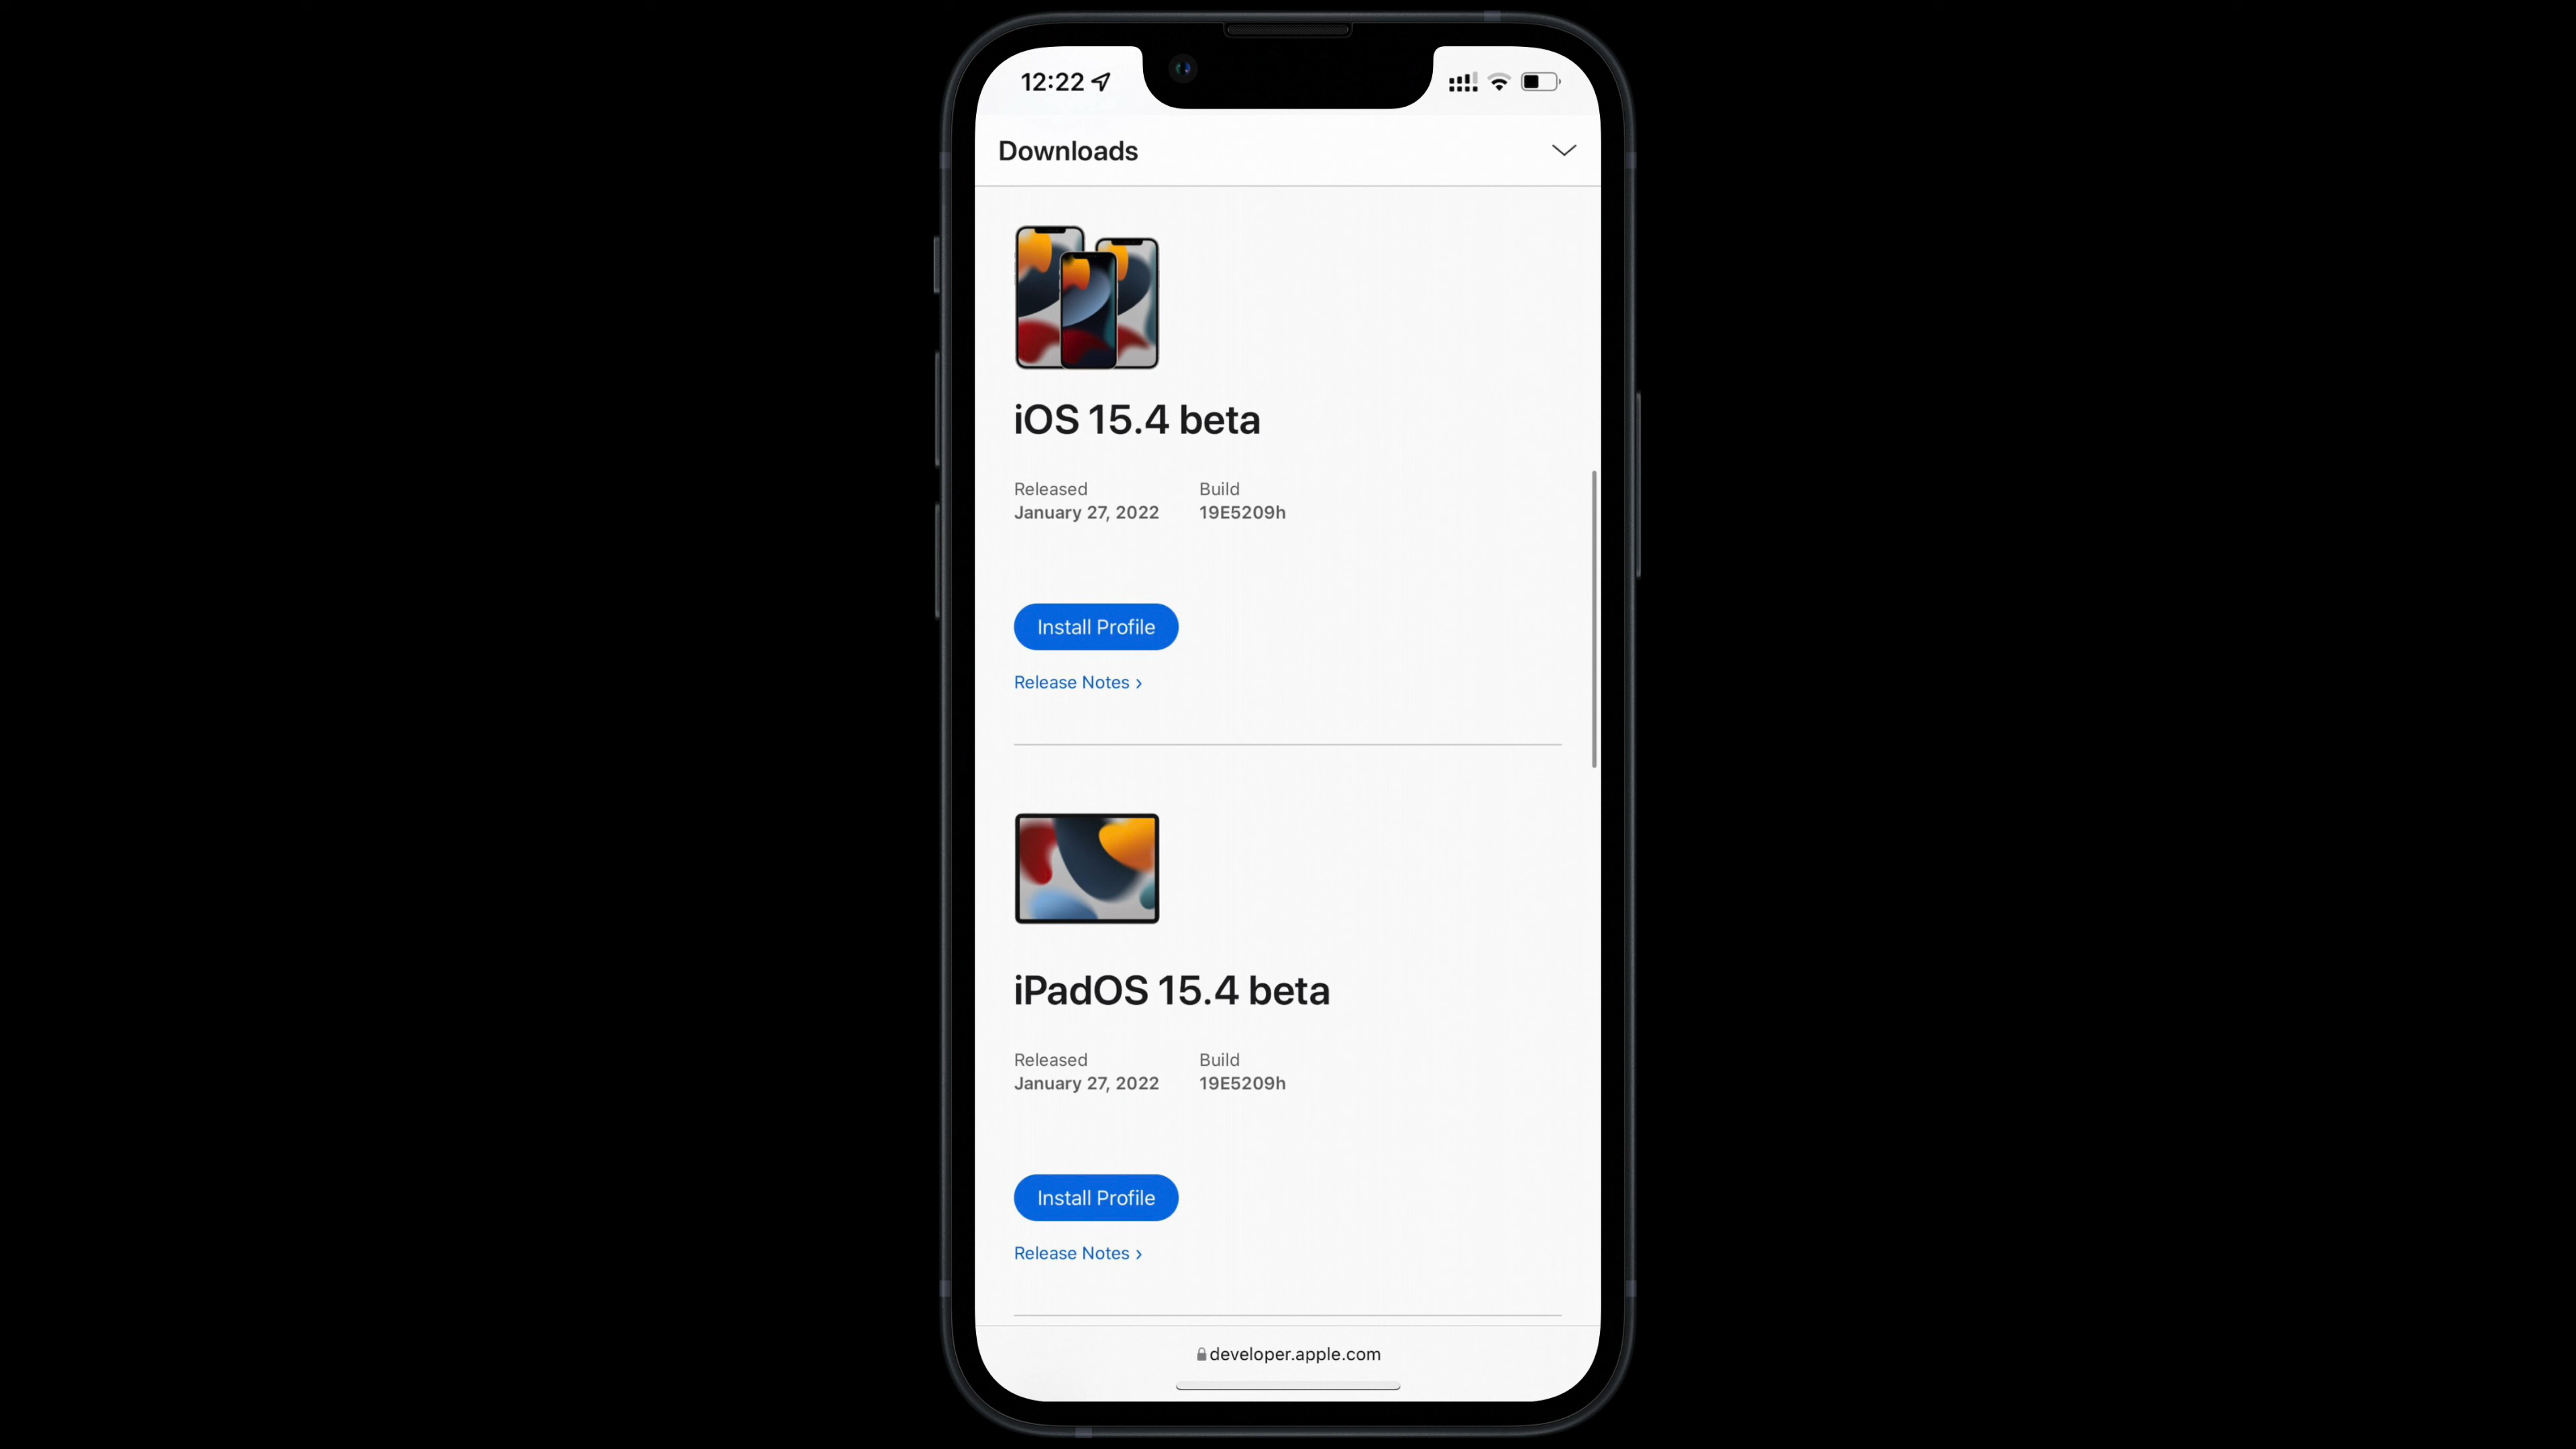 12:22
Downloads
iOS 15.4 beta
Released Build
January 27, 2022 19E5209h
Install Profile
Release Notes ›
iPadOS 15.4 beta
Released Build
January 27, 2022 19E5209h
Install Profile
Release Notes ›
developer.apple.com